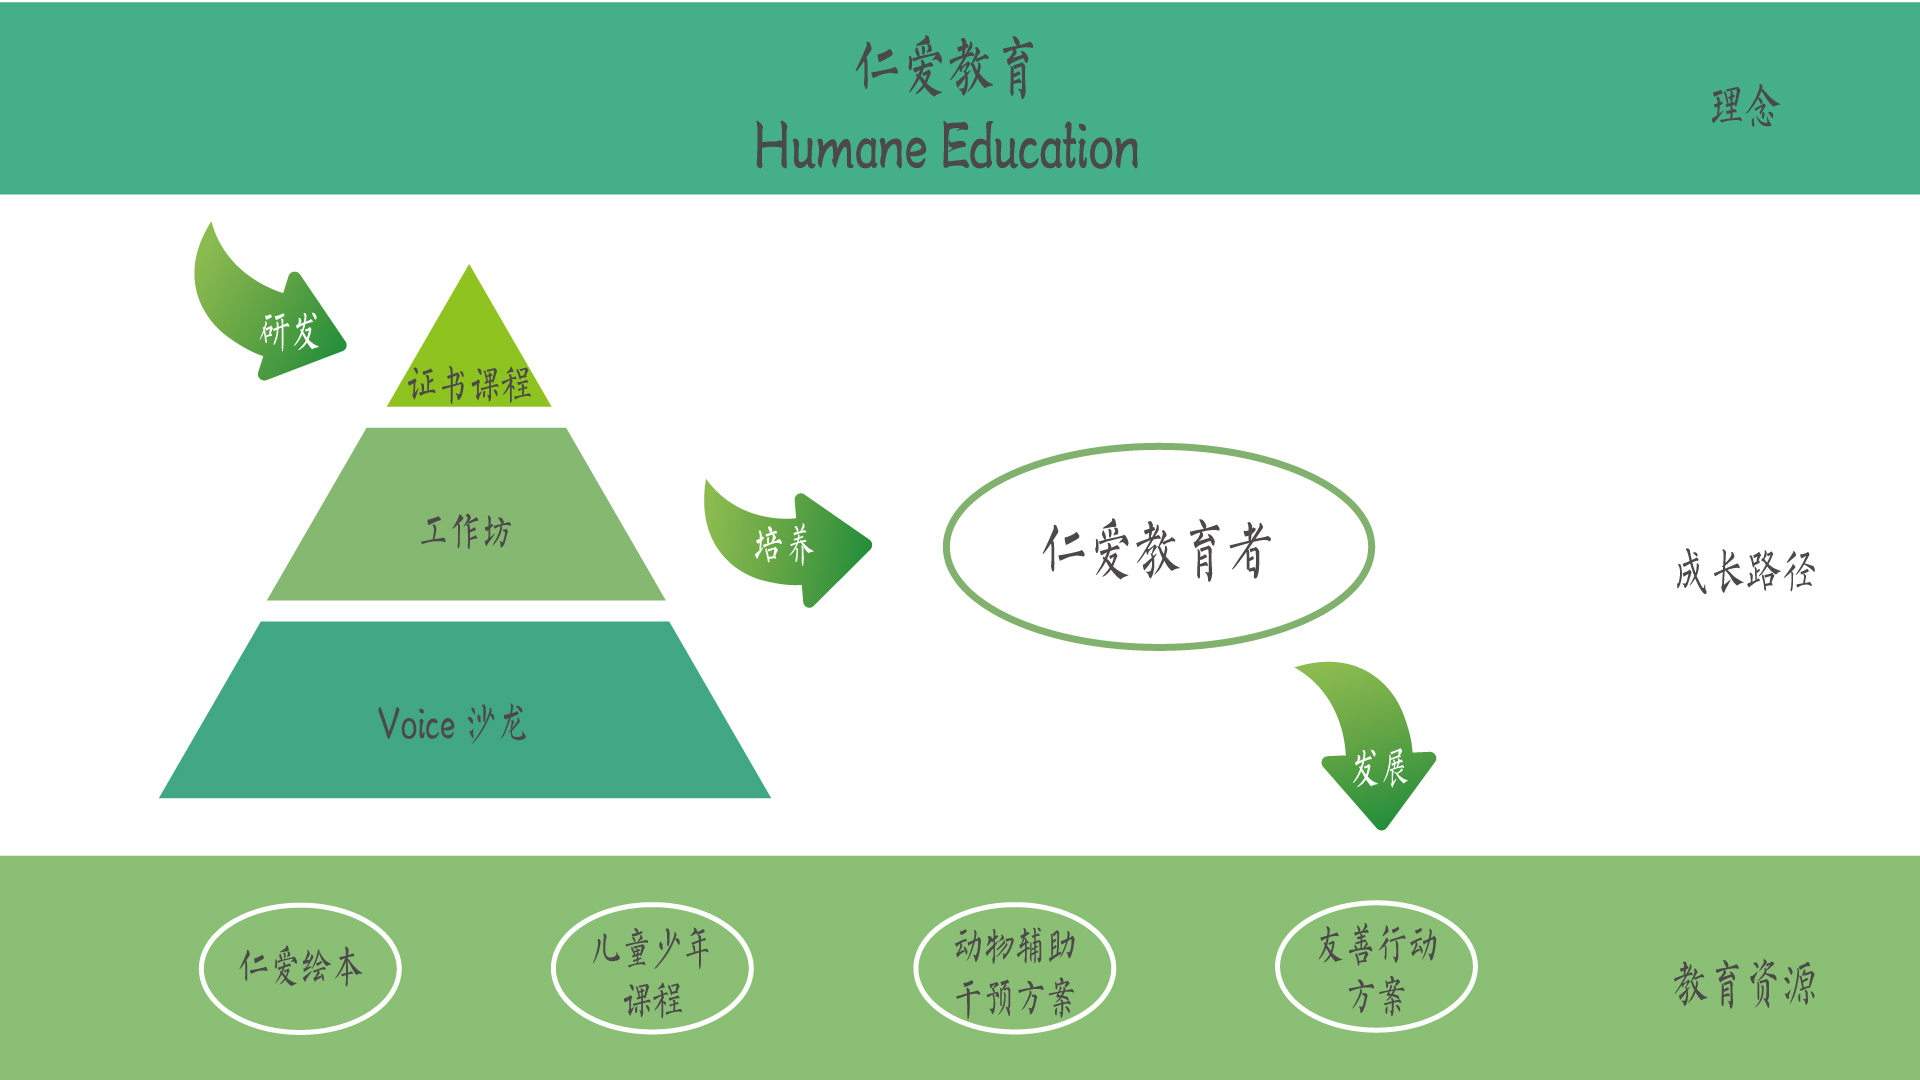 仁爱教育
Humane Education
理念
研发
证书课程
工作坊
Voice 沙龙
培养
仁爱教育者
成长路径
发展
仁爱绘本
儿童少年
课程
动物辅助
干预方案
友善行动
方案
教育资源